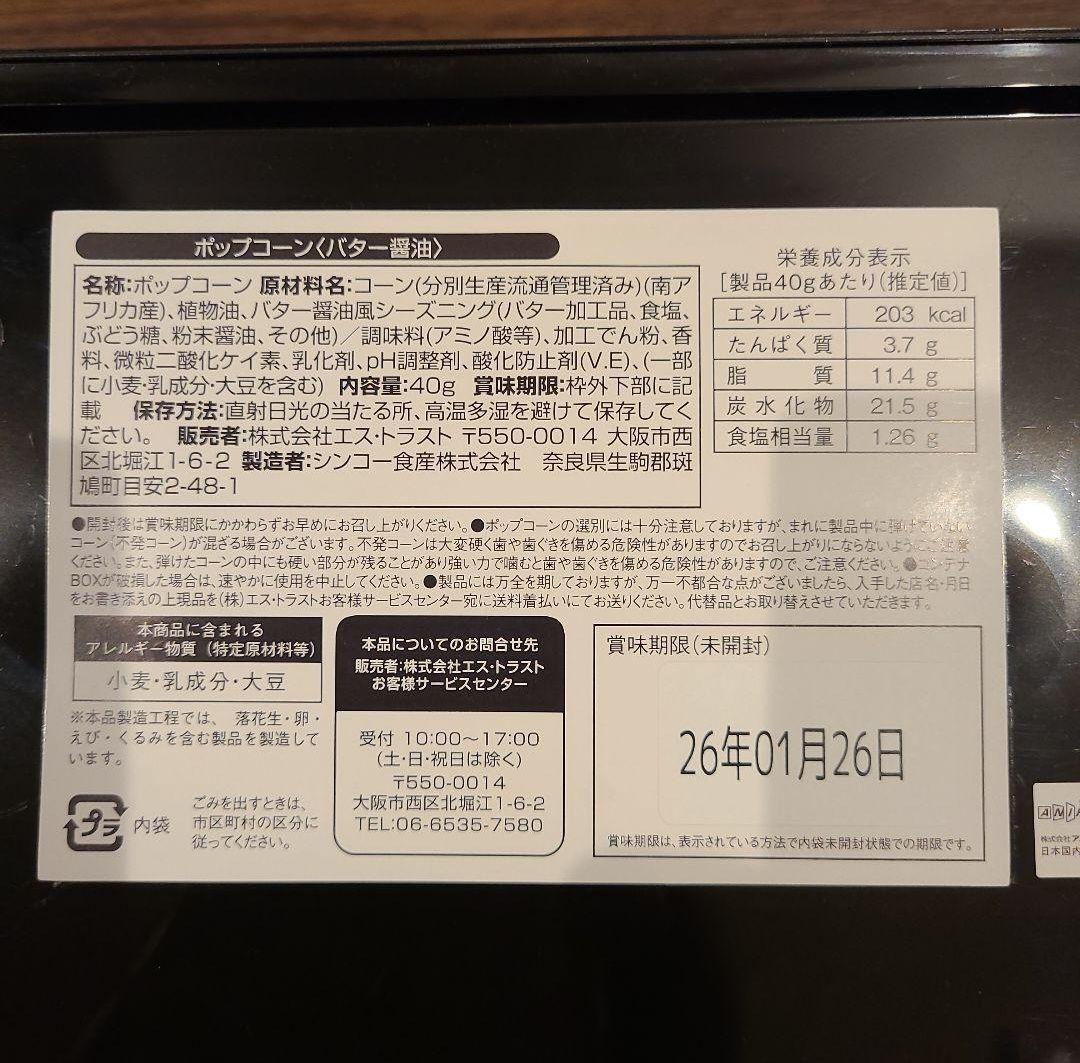 ポップコーン〈バター醤油〉
名称:ポップコーン 原材料名:コーン(分別生産流通管理済み)(南ア
フリカ産)、植物油、バター醤油風シーズニング(バター加工品、食塩、
ぶどう糖、粉末醤油、その他)／調味料(アミノ酸等)、加工でん粉、香
料、微粒二酸化ケイ素、乳化剤、pH調整剤、酸化防止剤(V.E)、(一部
に小麦・乳成分・大豆を含む) 内容量:40g 賞味期限:枠外下部に記
載 保存方法:直射日光の当たる所、高温多湿を避けて保存してく
ださい。 販売者:株式会社エス・トラスト 〒550-0014 大阪市西
区北堀江1-6-2 製造者:シンコー食産株式会社 奈良県生駒郡斑
鳩町目安2-48-1
栄養成分表示
[製品40gあたり(推定値)]
エネルギー 203 kcal
たんぱく質 3.7 g
脂質 11.4 g
炭水化物 21.5 g
食塩相当量 1.26 g
●開封後は賞味期限にかかわらずお早めにお召し上がりください。●ポップコーンの選別には十分注意しておりますが、まれに製品中に弾けていない
コーン(不発コーン)が混ざる場合がございます。不発コーンは大変硬く歯や歯ぐきを傷める危険性がありますのでお召し上がりにならないようにご注意
ください。また、弾けたコーンの中にも硬い部分が残ることがあり強い力で噛むと歯や歯ぐきを傷める危険性がありますので、ご注意ください。●コンテナ
BOXが破損した場合は、速やかに使用を中止してください。●製品には万全を期しておりますが、万一不都合な点がございましたら、入手した店名・月日
をお書き添えの上現品を(株)エス・トラストお客様サービスセンター宛に送料着払いにてお送りください。代替品とお取り替えさせていただきます。
本商品に含まれる
アレルギー物質（特定原材料等）
小麦・乳成分・大豆
※本品製造工程では、落花生・卵・
えび・くるみを含む製品を製造して
います。
プラ 内袋
ごみを出すときは、
市区町村の区分に
従ってください。
本品についてのお問合せ先
販売者:株式会社エス・トラスト
お客様サービスセンター
受付 10:00〜17:00
(土・日・祝日は除く)
〒550-0014
大阪市西区北堀江1-6-2
TEL:06-6535-7580
賞味期限(未開封)
26年01月26日
賞味期限は、表示されている方法で内袋未開封状態での期限です。
株式会社ア
日本国内